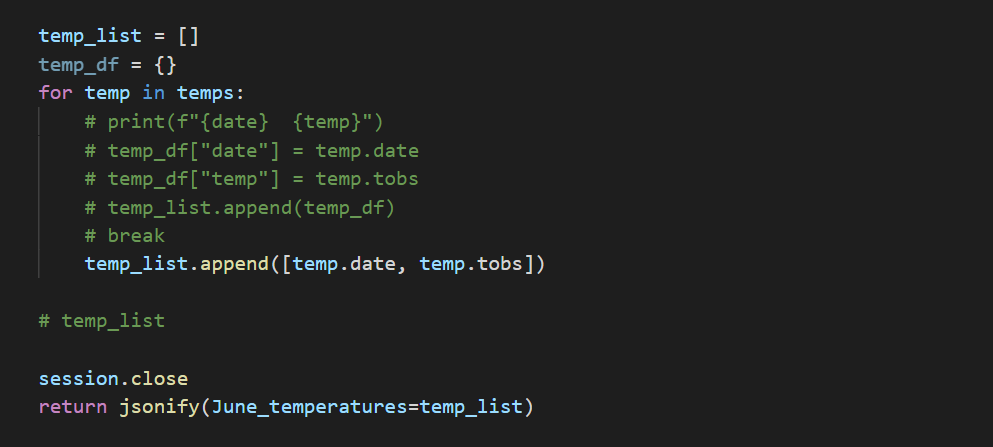 temp_list = []
temp_df = {}
for temp in temps:
    # print(f"{date}  {temp}")
    # temp_df["date"] = temp.date
    # temp_df["temp"] = temp.tobs
    # temp_list.append(temp_df)
    # break
    temp_list.append([temp.date, temp.tobs])
# temp_list
session.close
return jsonify(June_temperatures=temp_list)